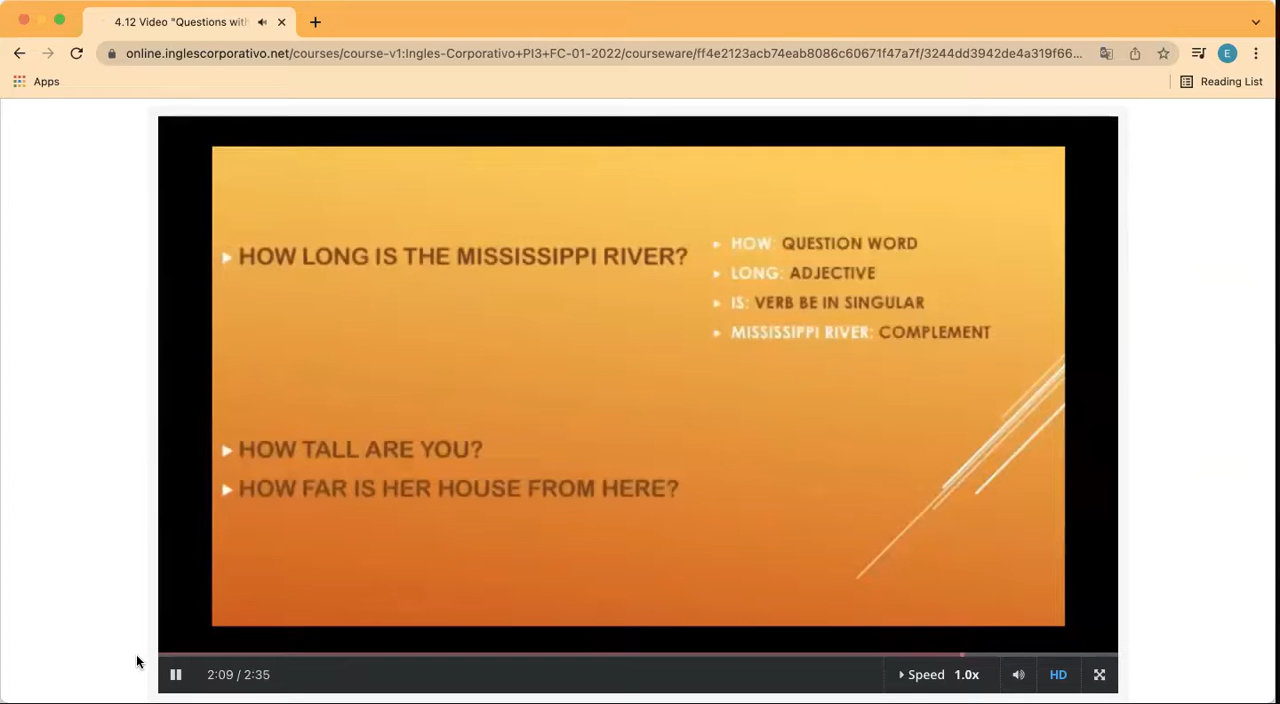 4.12 Video "Questions wit
online.inglescorporativo.net/courses/course-v1:Ingles-Corporativo+PI3+FC-01-2022/courseware/ff4e2123acb74eab8086c60671f47a7f/3244dd3942de4a319f66...
E
Apps
Reading List
HOW LONG IS THE MISSISSIPPI RIVER?
HOW: QUESTION WORD
LONG: ADJECTIVE
IS: VERB BE IN SINGULAR
MISSISSIPPI RIVER: COMPLEMENT
HOW TALL ARE YOU?
HOW FAR IS HER HOUSE FROM HERE?
2:09 / 2:35
Speed 1.0x
HD